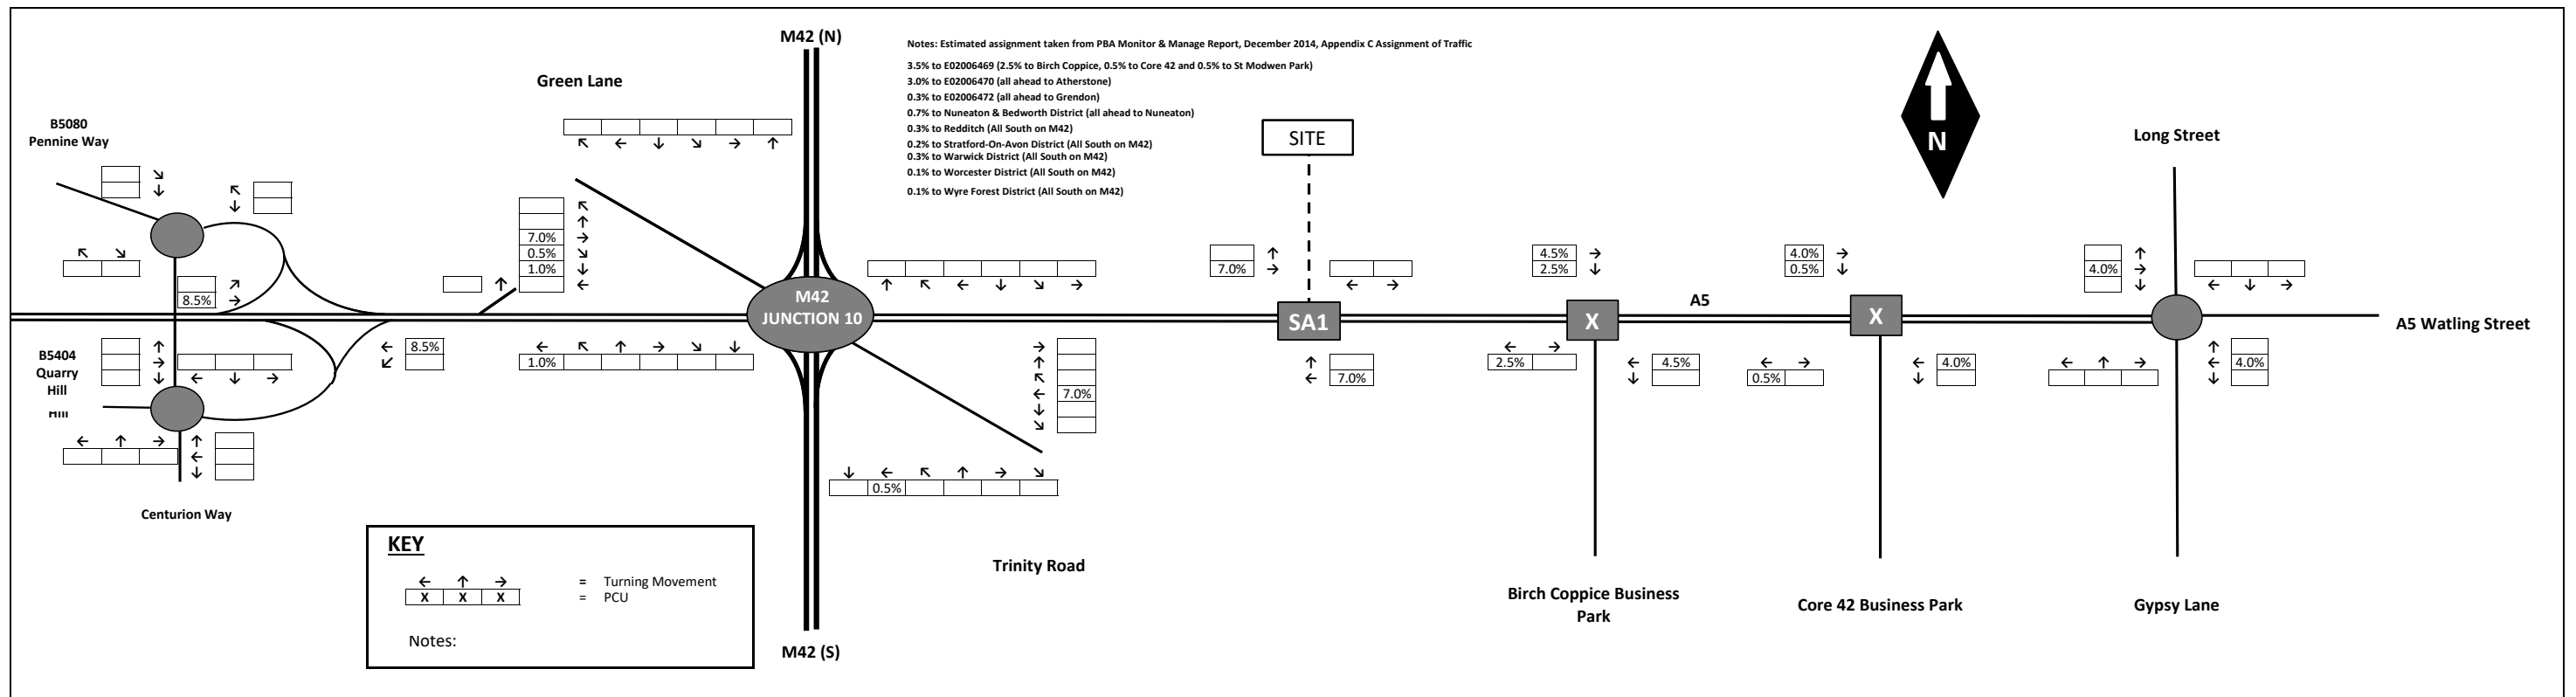 M42 (N)
Notes: Estimated assignment taken from PBA Monitor & Manage Report, December 2014, Appendix C Assignment of Traffic
3.5% to E02006469 (2.5% to Birch Coppice, 0.5% to Core 42 and 0.5% to St Modwen Park)
3.0% to E02006470 (all ahead to Atherstone)
0.3% to E02006472 (all ahead to Grendon)
0.7% to Nuneaton & Bedworth District (all ahead to Nuneaton)
0.3% to Redditch (All South on M42)
0.2% to Stratford-On-Avon District (All South on M42)
0.3% to Warwick District (All South on M42)
0.1% to Worcester District (All South on M42)
0.1% to Wyre Forest District (All South on M42)
Green Lane
B5080
Pennine Way
SITE
N
Long Street
↘
↓
↖
↓
↖ ← ↓ ↘ → ↑
↖
↑
7.0% →
0.5% ↘
1.0% ↓
←
↖ ↘
↗
8.5% →
↑
↑ ↖ ← ↓ ↘ →
↑
7.0% →
← →
4.5% →
2.5% ↓
4.0% →
0.5% ↓
↑
4.0% →
↓
← ↓ →
M42
JUNCTION 10
SA1
X
A5
X
A5 Watling Street
B5404
Quarry
Hill
Hill
↑
→
↓
← ↓ →
← 8.5%
↙
← ↖ ↑ → ↘ ↓
1.0%
→
↑
↖
← 7.0%
↓
↘
↑
← 7.0%
← →
2.5%
← 4.5%
↓
← →
0.5%
← 4.0%
↓
← ↑ →
↑
← 4.0%
↓
← ↑ →
↑
←
↓
↓ ← ↖ ↑ → ↘
0.5%
Centurion Way
KEY
← ↑ → = Turning Movement
X X X = PCU
Notes:
Trinity Road
M42 (S)
Birch Coppice Business
Park
Core 42 Business Park
Gypsy Lane